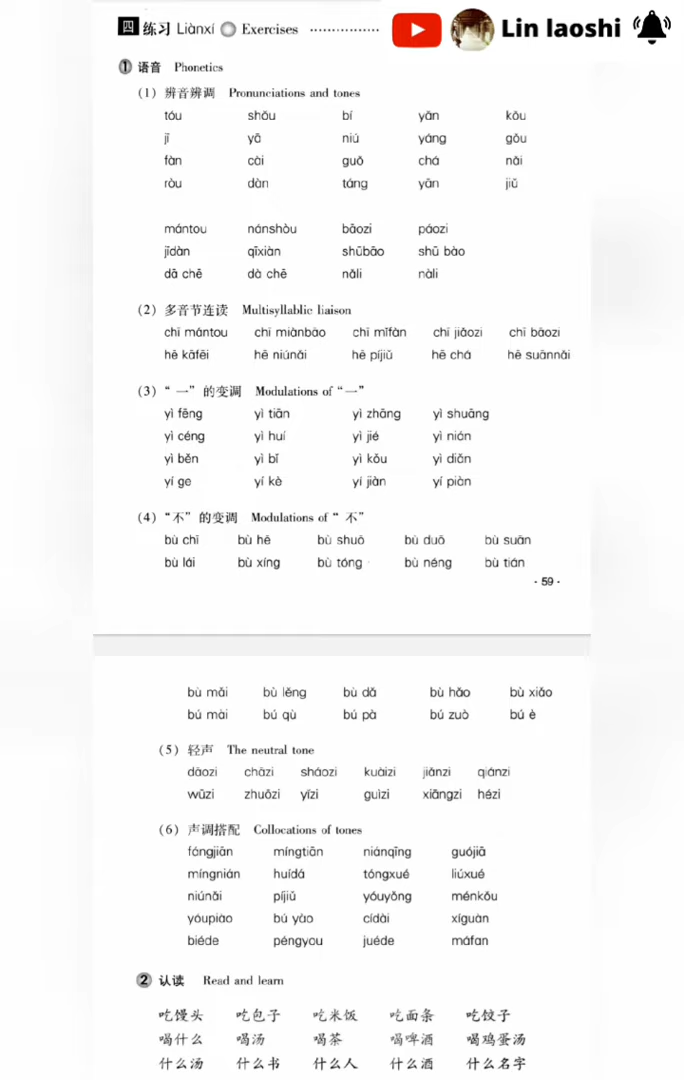 四 练习 Liànxí Exercises ················ Lin laoshi
1 语音 Phonetics
(1) 辨音辨调 Pronunciations and tones
tóu shǒu bí yān kǒu
jī yā niú yáng gǒu
fàn cài guǒ chá nǎi
ròu dàn táng yān jiǔ
mántou nánshòu bāozi páozi
jīdàn qīxiàn shūbāo shū bào
dā chē dà chē nǎli nàli
(2) 多音节连读 Multisyllablic liaison
chī mántou chī miànbāo chī mǐfàn chī jiǎozi chī bāozi
hē kāfēi hē niúnǎi hē píjiǔ hē chá hē suānnǎi
(3) “一”的变调 Modulations of “一”
yì fēng yì tiān yì zhāng yì shuāng
yì céng yì huí yì jié yì nián
yì běn yì bǐ yì kǒu yì diǎn
yí ge yí kè yí jiàn yí piàn
(4) “不”的变调 Modulations of “ 不”
bù chī bù hē bù shuō bù duō bù suān
bù lái bù xíng bù tóng bù néng bù tián
· 59 ·
bù mǎi bù lěng bù dǎ bù hǎo bù xiǎo
bú mài bú qù bú pà bú zuò bú è
(5) 轻声 The neutral tone
dāozi chāzi sháozi kuàizi jiǎnzi qiánzi
wūzi zhuōzi yǐzi guìzi xiāngzi hézi
(6) 声调搭配 Collocations of tones
fángjiān míngtiān niánqīng guójiā
míngnián huídá tóngxué liúxué
niúnǎi píjiǔ yóuyǒng ménkǒu
yóupiào bú yào cídài xíguàn
biéde péngyou juéde máfan
2 认读 Read and learn
吃馒头 吃包子 吃米饭 吃面条 吃饺子
喝什么 喝汤 喝茶 喝啤酒 喝鸡蛋汤
什么汤 什么书 什么人 什么酒 什么名字